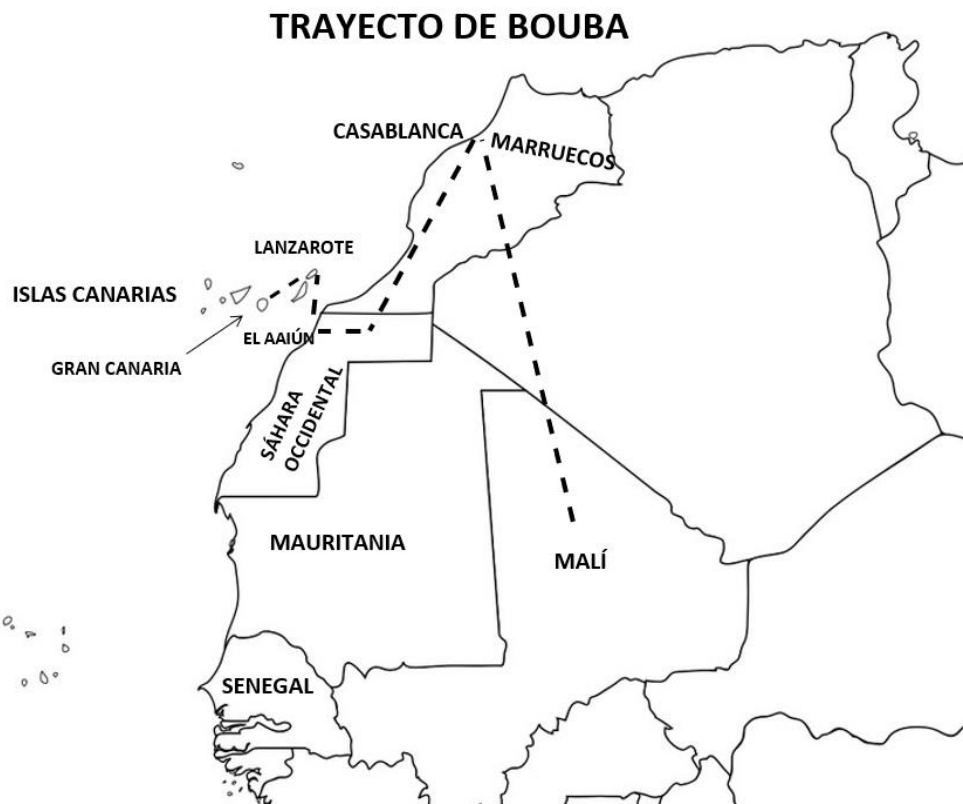 TRAYECTO DE BOUBA
CASABLANCA
MARRUECOS
LANZAROTE
ISLAS CANARIAS
EL AAIÚN
GRAN CANARIA
SÁHARA
OCCIDENTAL
MAURITANIA
MALÍ
SENEGAL